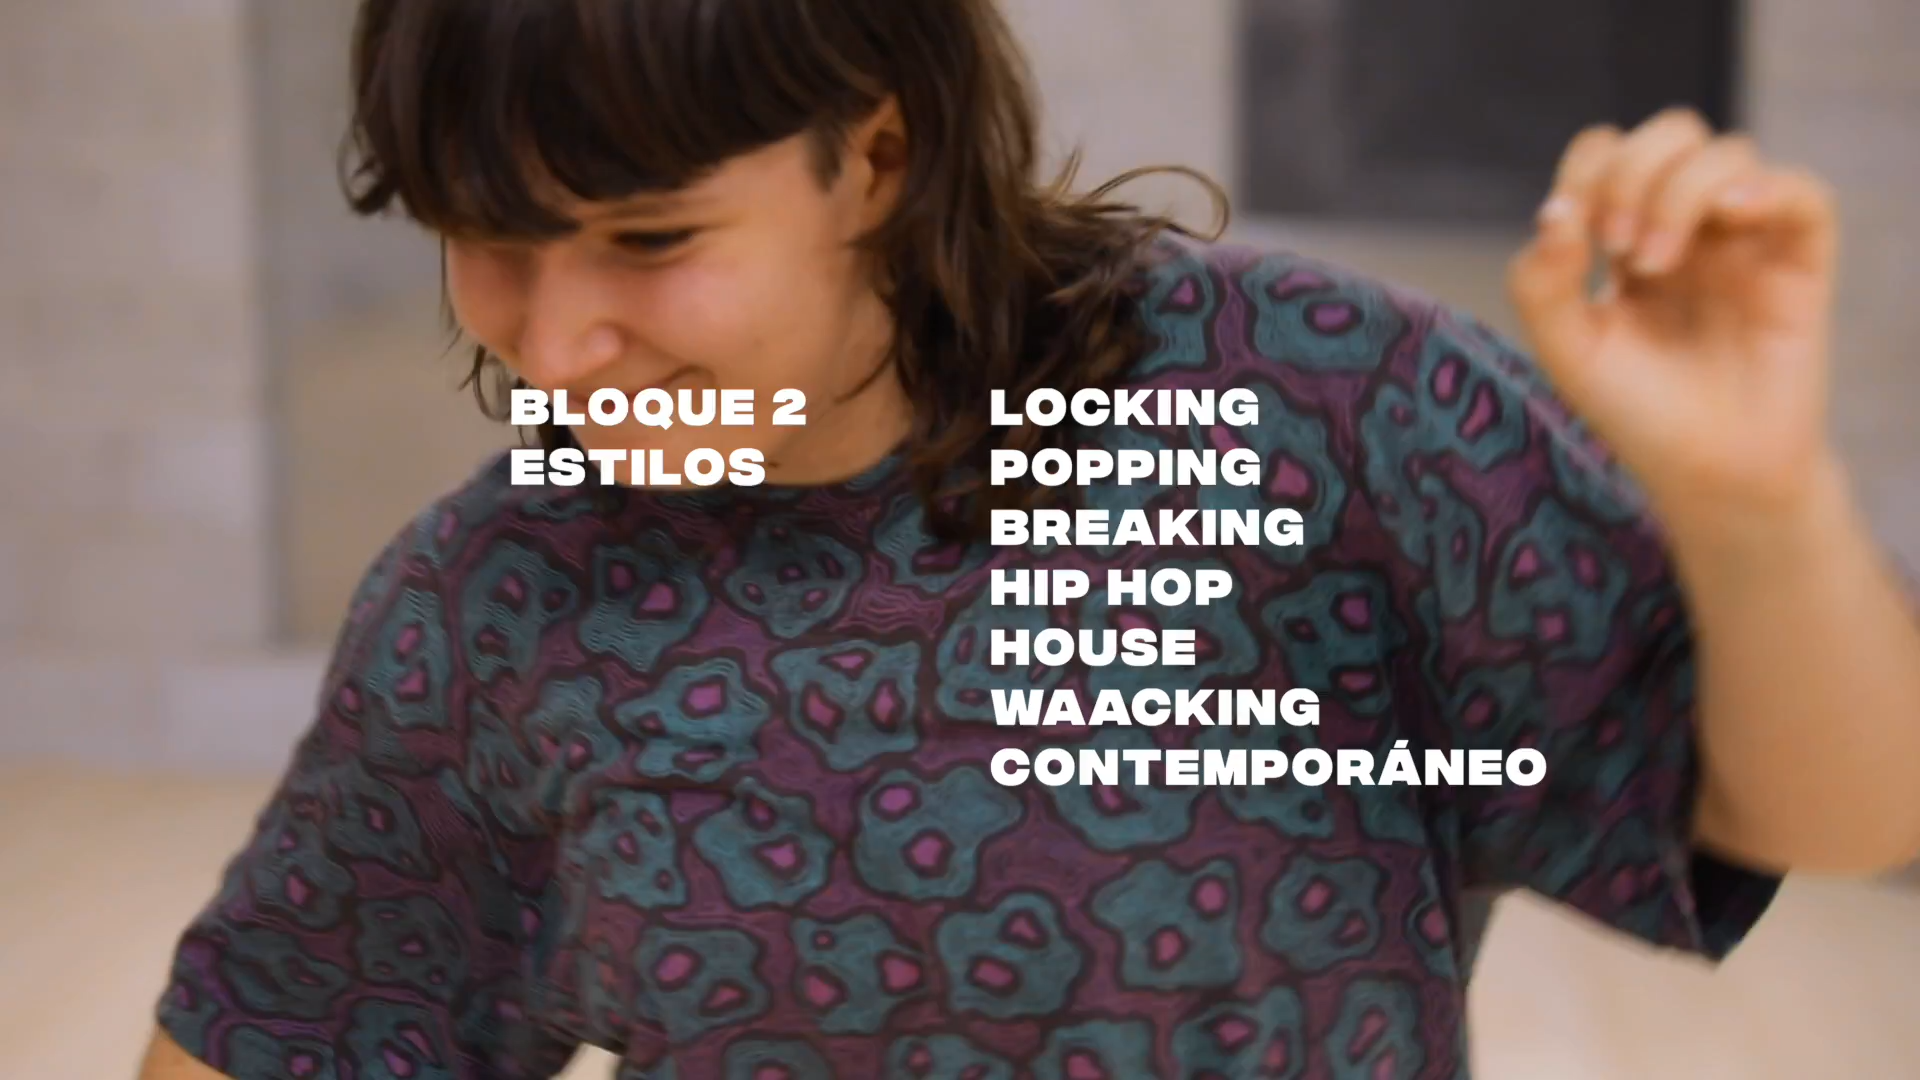 BLOQUE 2
ESTILOS
LOCKING
POPPING
BREAKING
HIP HOP
HOUSE
WAACKING
CONTEMPORÁNEO